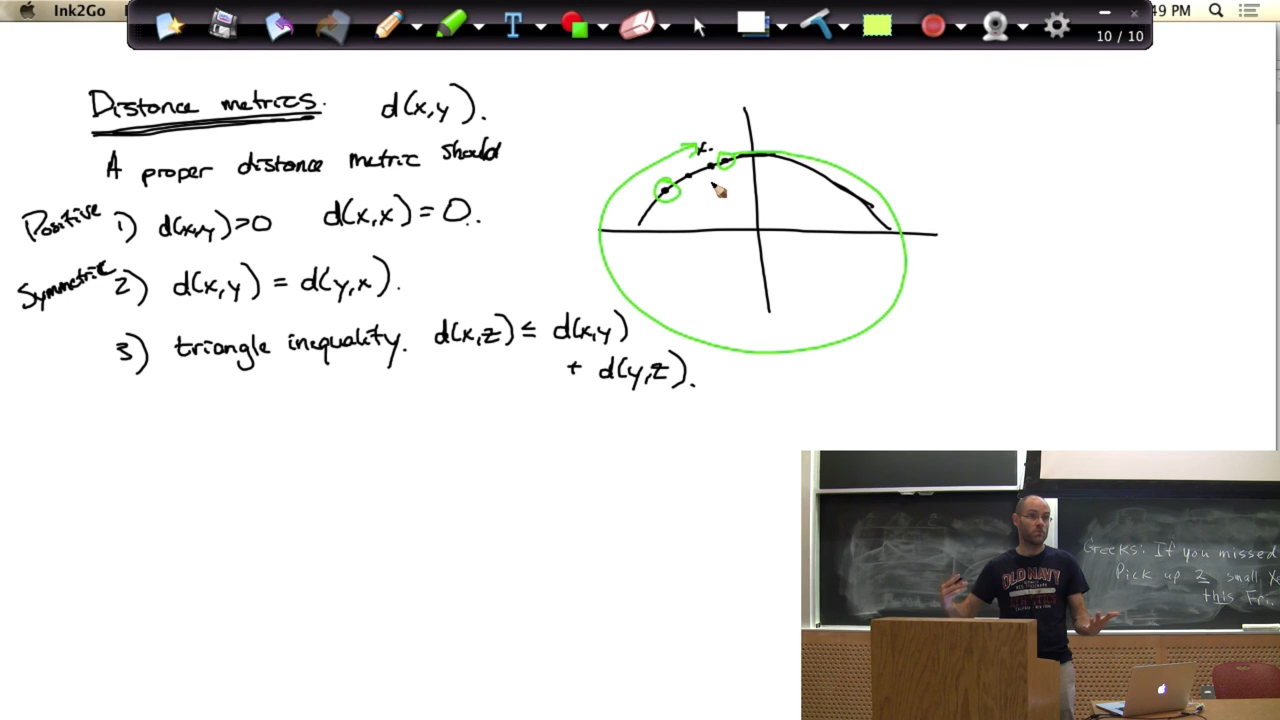 Ink2Go
49 PM
10 / 10
Distance metrics. d(x,y).
A proper distance metric should
Positive 1) d(x,y)>0 d(x,x) = 0.
Symmetric 2) d(x,y) = d(y,x).
3) triangle inequality. d(x,z) ≤ d(x,y)
+ d(y,z).
x.
Greeks: If you missed
Pick up 2 small
this Fri.
OLD NAVY